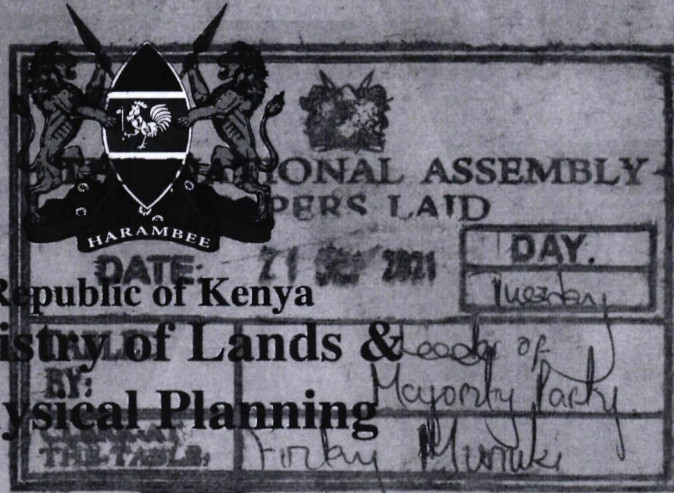 NATIONAL ASSEMBLY
PAPERS LAID
HARAMBEE
DATE: 21 SEP 2021
DAY.
Tuesday
Republic of Kenya
istry of Lands &
Leader of
BY:
Majority Party
ysical Planning
THE-TABLE: